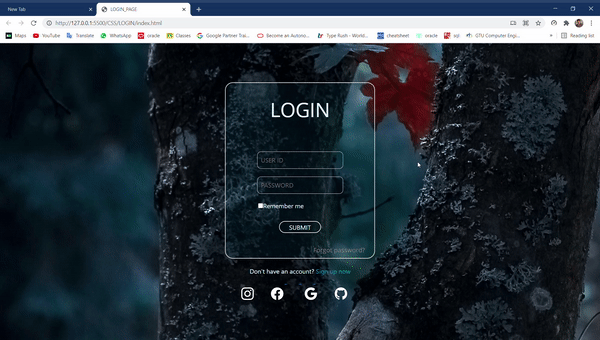 New Tab
LOGIN_PAGE
http://127.0.0.1:5500/CSS/LOGIN/index.html
Maps YouTube Translate WhatsApp oracle Classes Google Partner Trai... Become an Autono... Type Rush - World... cheatsheet oracle sql GTU Computer Engi... » Reading list
LOGIN
USER ID
PASSWORD
Remember me
SUBMIT
Forgot password?
Don't have an account? Sign up now